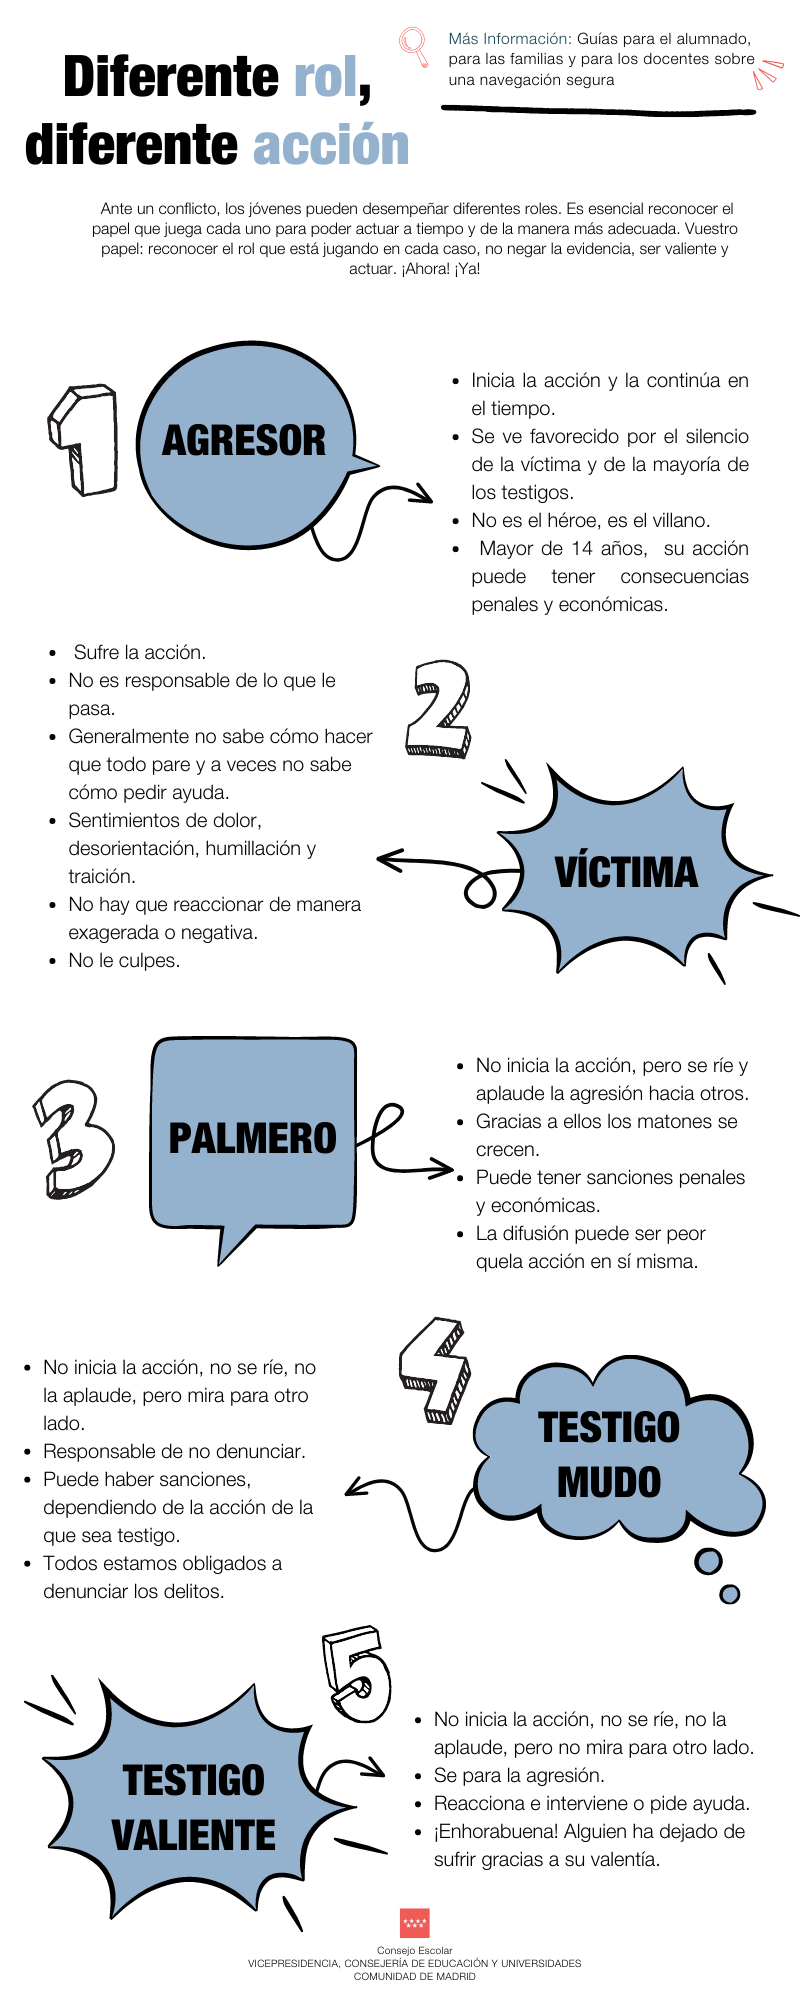 Diferente rol,
diferente acción
Más Información: Guías para el alumnado,
para las familias y para los docentes sobre
una navegación segura
Ante un conflicto, los jóvenes pueden desempeñar diferentes roles. Es esencial reconocer el
papel que juega cada uno para poder actuar a tiempo y de la manera más adecuada. Vuestro
papel: reconocer el rol que está jugando en cada caso, no negar la evidencia, ser valiente y
actuar. ¡Ahora! ¡Ya!
1
AGRESOR
• Inicia la acción y la continúa en
el tiempo.
• Se ve favorecido por el silencio
de la víctima y de la mayoría de
los testigos.
• No es el héroe, es el villano.
• Mayor de 14 años, su acción
puede tener consecuencias
penales y económicas.
2
VÍCTIMA
• Sufre la acción.
• No es responsable de lo que le
pasa.
• Generalmente no sabe cómo hacer
que todo pare y a veces no sabe
cómo pedir ayuda.
• Sentimientos de dolor,
desorientación, humillación y
traición.
• No hay que reaccionar de manera
exagerada o negativa.
• No le culpes.
3
PALMERO
• No inicia la acción, pero se ríe y
aplaude la agresión hacia otros.
• Gracias a ellos los matones se
crecen.
• Puede tener sanciones penales
y económicas.
• La difusión puede ser peor
quela acción en sí misma.
4
TESTIGO
MUDO
• No inicia la acción, no se ríe, no
la aplaude, pero mira para otro
lado.
• Responsable de no denunciar.
• Puede haber sanciones,
dependiendo de la acción de la
que sea testigo.
• Todos estamos obligados a
denunciar los delitos.
5
TESTIGO
VALIENTE
• No inicia la acción, no se ríe, no la
aplaude, pero no mira para otro lado.
• Se para la agresión.
• Reacciona e interviene o pide ayuda.
• ¡Enhorabuena! Alguien ha dejado de
sufrir gracias a su valentía.
Consejo Escolar
VICEPRESIDENCIA, CONSEJERÍA DE EDUCACIÓN Y UNIVERSIDADES
COMUNIDAD DE MADRID